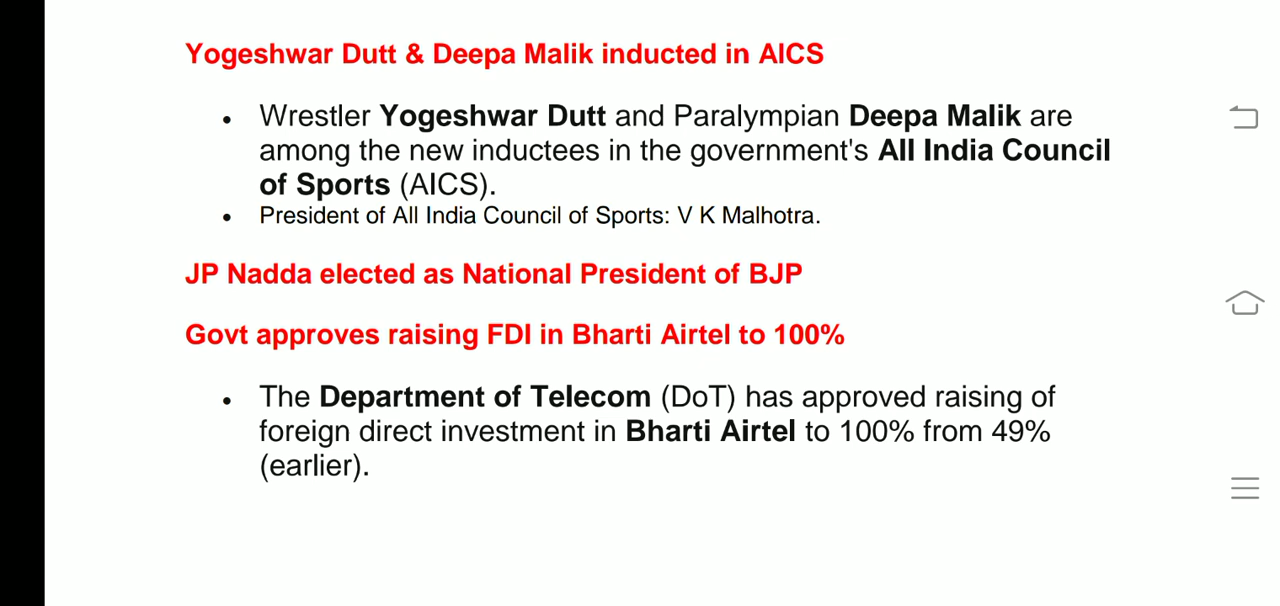 Yogeshwar Dutt & Deepa Malik inducted in AICS
• Wrestler Yogeshwar Dutt and Paralympian Deepa Malik are
among the new inductees in the government's All India Council
of Sports (AICS).
• President of All India Council of Sports: V K Malhotra.
JP Nadda elected as National President of BJP
Govt approves raising FDI in Bharti Airtel to 100%
• The Department of Telecom (DoT) has approved raising of
foreign direct investment in Bharti Airtel to 100% from 49%
(earlier).